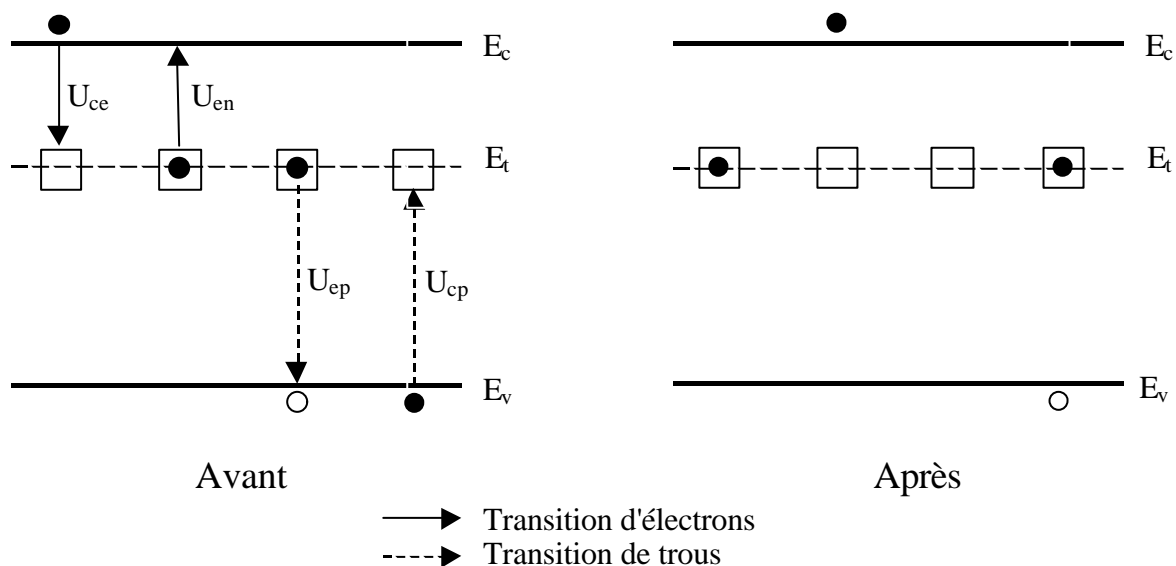 E_c
U_ce U_en
E_t
U_ep U_cp
E_v
Avant
E_c
E_t
E_v
Après
Transition d'électrons
Transition de trous